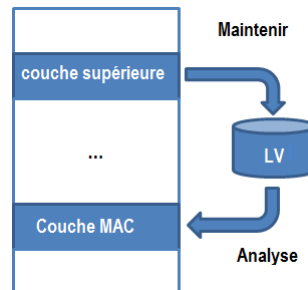 Maintenir
couche supérieure
LV
...
Couche MAC
Analyse